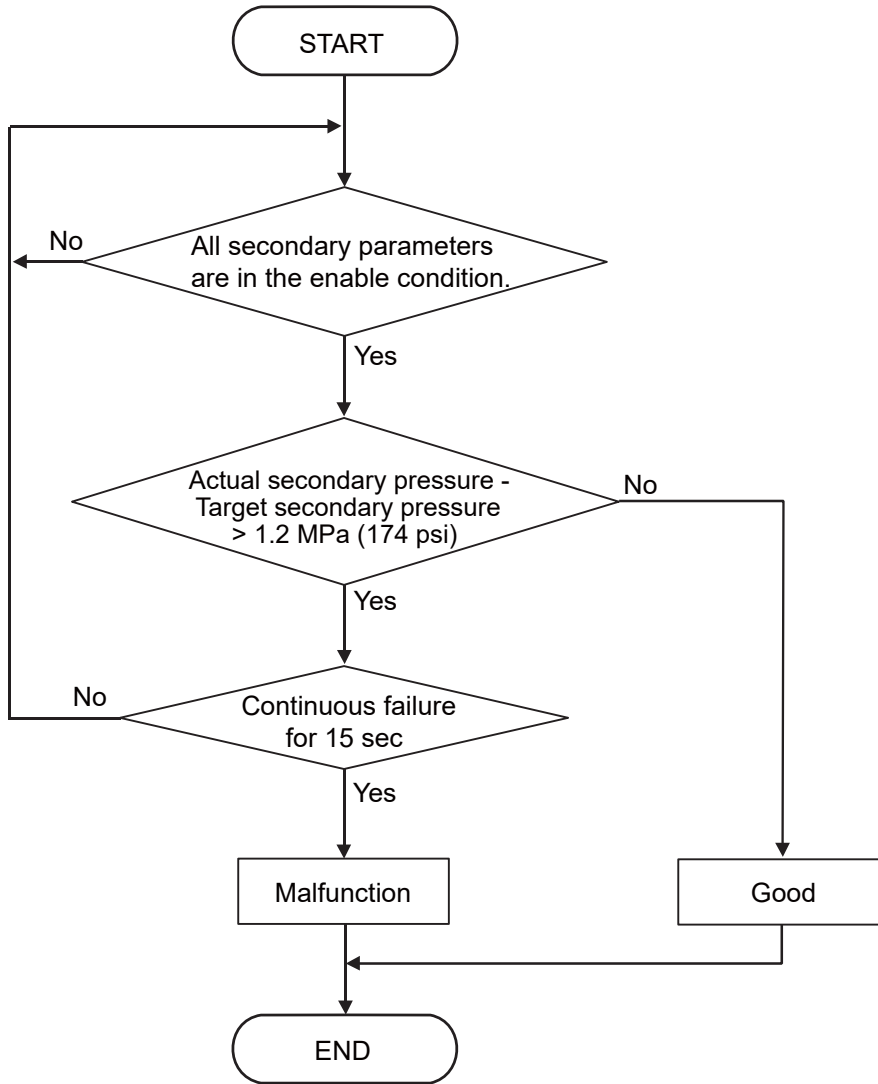 START
No
All secondary parameters
are in the enable condition.
Yes
Actual secondary pressure -
Target secondary pressure
> 1.2 MPa (174 psi)
No
Yes
No
Continuous failure
for 15 sec
Yes
Malfunction
Good
END